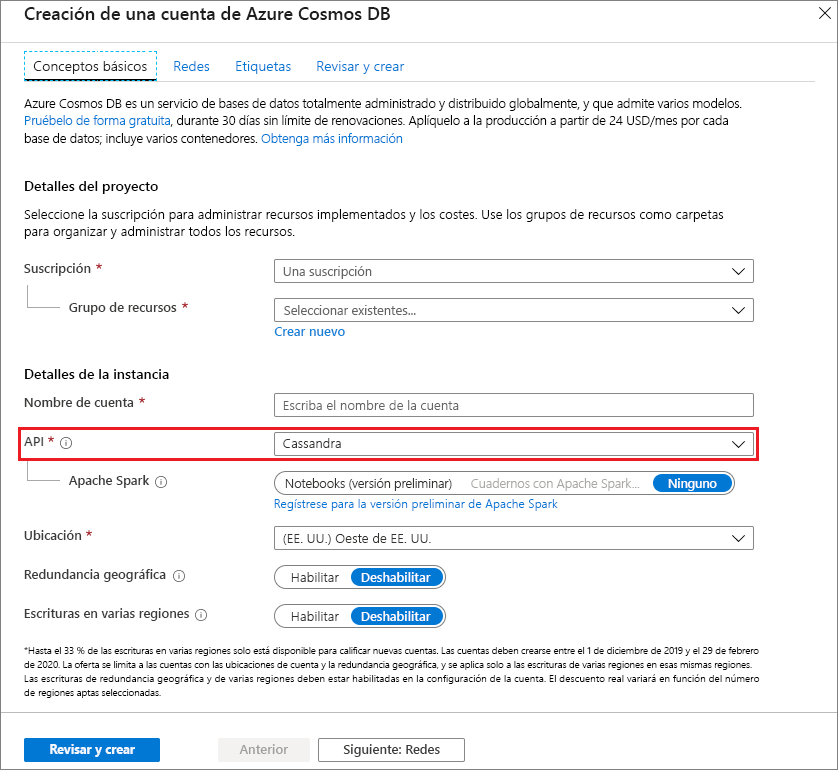 Creación de una cuenta de Azure Cosmos DB
Conceptos básicos Redes Etiquetas Revisar y crear
Azure Cosmos DB es un servicio de bases de datos totalmente administrado y distribuido globalmente, y que admite varios modelos.
Pruébelo de forma gratuita, durante 30 días sin límite de renovaciones. Aplíquelo a la producción a partir de 24 USD/mes por cada
base de datos; incluye varios contenedores. Obtenga más información
Detalles del proyecto
Seleccione la suscripción para administrar recursos implementados y los costes. Use los grupos de recursos como carpetas
para organizar y administrar todos los recursos.
Suscripción * Una suscripción
Grupo de recursos * Seleccionar existentes...
Crear nuevo
Detalles de la instancia
Nombre de cuenta * Escriba el nombre de la cuenta
API * Cassandra
Apache Spark Notebooks (versión preliminar) Cuadernos con Apache Spark... Ninguno
Regístrese para la versión preliminar de Apache Spark
Ubicación * (EE. UU.) Oeste de EE. UU.
Redundancia geográfica Habilitar Deshabilitar
Escrituras en varias regiones Habilitar Deshabilitar
*Hasta el 33 % de las escrituras en varias regiones solo está disponible para calificar nuevas cuentas. Las cuentas deben crearse entre el 1 de diciembre de 2019 y el 29 de febrero
de 2020. La oferta se limita a las cuentas con las ubicaciones de cuenta y la redundancia geográfica, y se aplica solo a las escrituras de varias regiones en esas mismas regiones.
Las escrituras de redundancia geográfica y de varias regiones deben estar habilitadas en la configuración de la cuenta. El descuento real variará en función del número
de regiones aptas seleccionadas.
Revisar y crear Anterior Siguiente: Redes